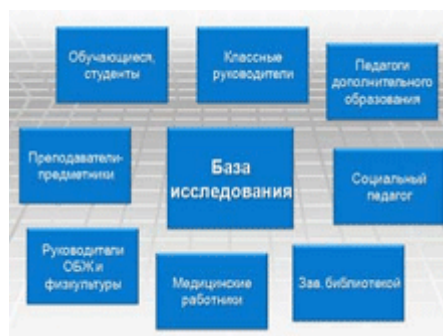 Обучающиеся,
студенты
Классные
руководители
Педагоги
дополнительного
образования
Преподаватели-
предметники
База
исследования
Социальный
педагог
Руководители
ОБЖ и
физкультуры
Медицинские
работники
Зав. библиотекой